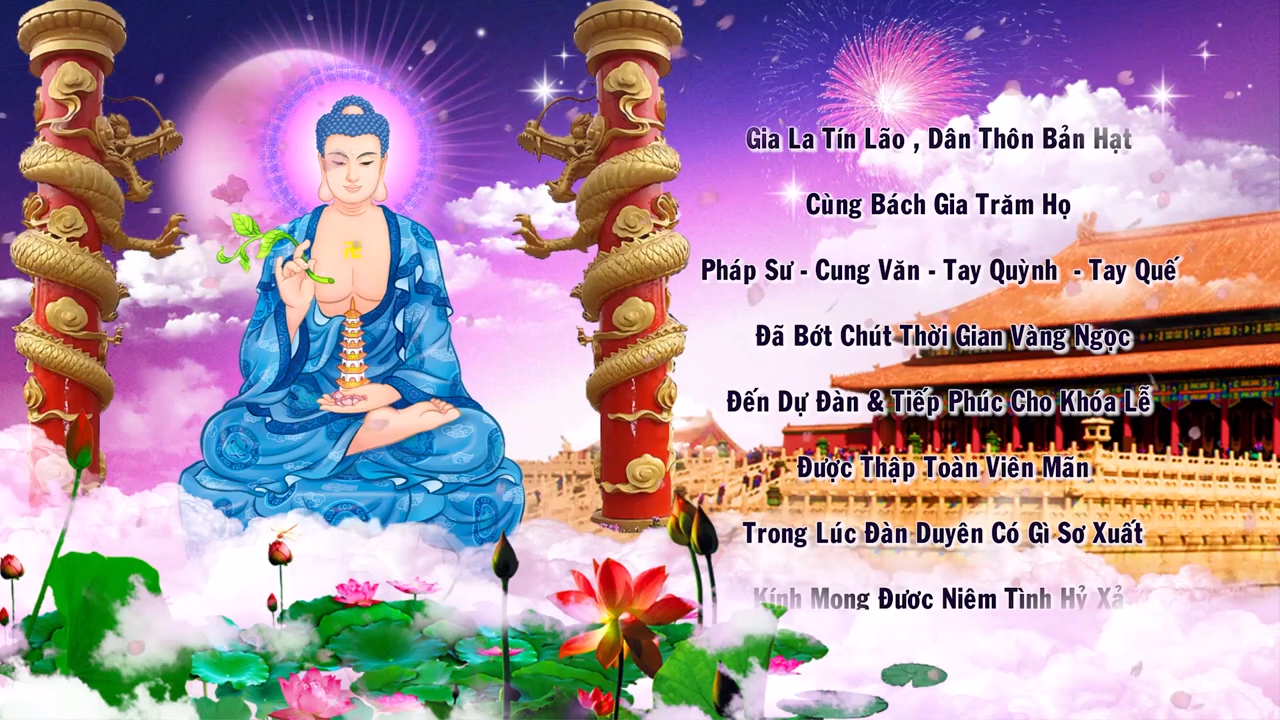 Gia La Tín Lão , Dân Thôn Bản Hạt
Cùng Bách Gia Trăm Họ
Pháp Sư - Cung Văn - Tay Quỳnh - Tay Quế
Đã Bớt Chút Thời Gian Vàng Ngọc
Đến Dự Đàn & Tiếp Phúc Cho Khóa Lễ
Được Thập Toàn Viên Mãn
Trong Lúc Đàn Duyên Có Gì Sơ Xuất
Kính Mong Được Niệm Tình Hỷ Xả
卍